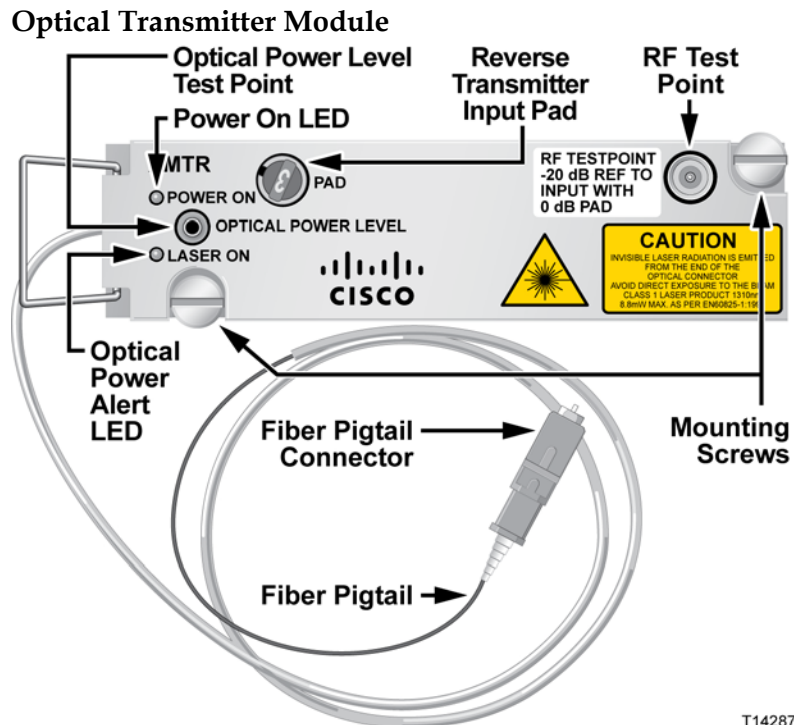 Optical Transmitter Module
Optical Power Level
Test Point
Power On LED
Reverse
Transmitter
Input Pad
RF Test
Point
POWER ON
3
PAD
OPTICAL POWER LEVEL
LASER ON
CISCO
RF TESTPOINT
-20 dB REF TO
INPUT WITH
0 dB PAD
CAUTION
INVISIBLE LASER RADIATION IS EMITTED
FROM THE END OF THE
OPTICAL CONNECTOR
AVOID DIRECT EXPOSURE TO THE BEAM
CLASS 1 LASER PRODUCT 1310nm
8.8mW MAX. AS PER
Optical
Power
Alert
LED
Fiber Pigtail
Connector
Mounting
Screws
Fiber Pigtail
T14287